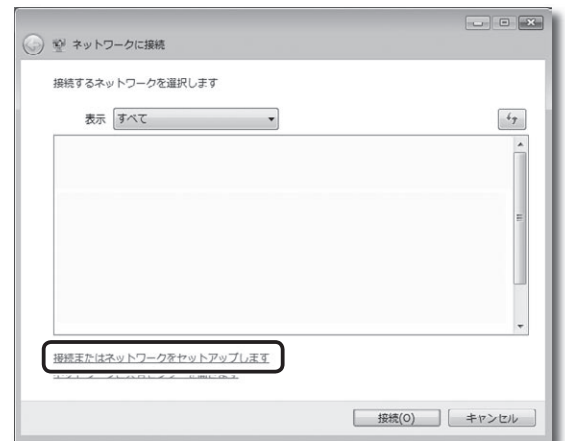 ネットワークに接続
接続するネットワークを選択します
表示 すべて
接続またはネットワークをセットアップします
接続(O) キャンセル